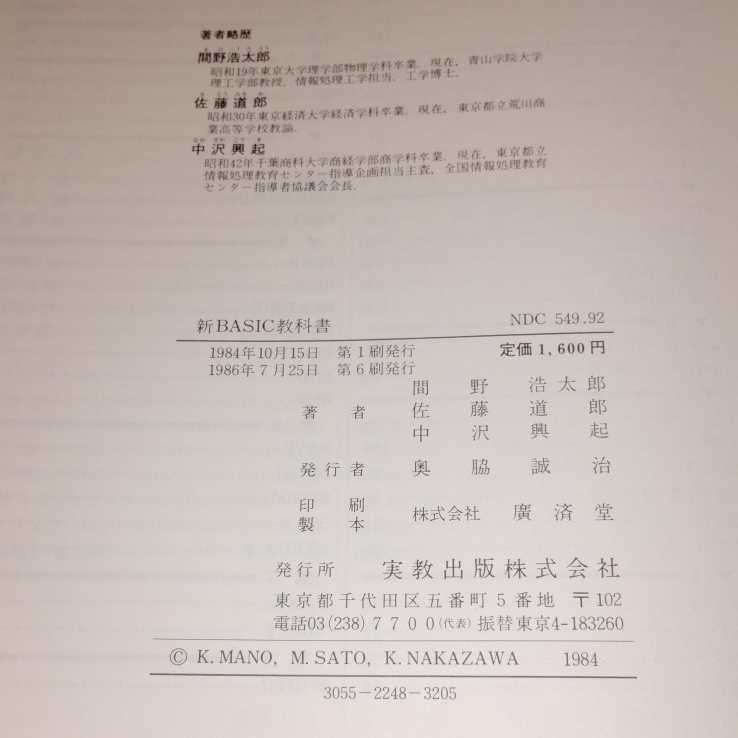 著者略歴
間野浩太郎
昭和19年東京大学理学部物理学科卒業．現在，青山学院大学
理工学部教授．情報処理工学担当．工学博士．
佐藤道郎
昭和30年東京経済大学経済学科卒業．現在，東京都立荒川商
業高等学校教諭．
中沢興起
昭和42年千葉商科大学商経学部商学科卒業．現在，東京都立
情報処理教育センター指導企画担当主査，全国情報処理教育
センター指導者協議会会長．
新BASIC教科書 NDC 549.92
1984年10月15日 第1刷発行 定価1,600円
1986年7月25日 第6刷発行
間野浩太郎
著者 佐藤道郎
中沢興起
発行者 奥脇誠治
印刷
製本 株式会社 廣済堂
発行所 実教出版株式会社
東京都千代田区五番町5番地 〒102
電話03(238)7700(代表) 振替東京4-183260
© K. MANO, M. SATO, K. NAKAZAWA 1984
3055-2248-3205